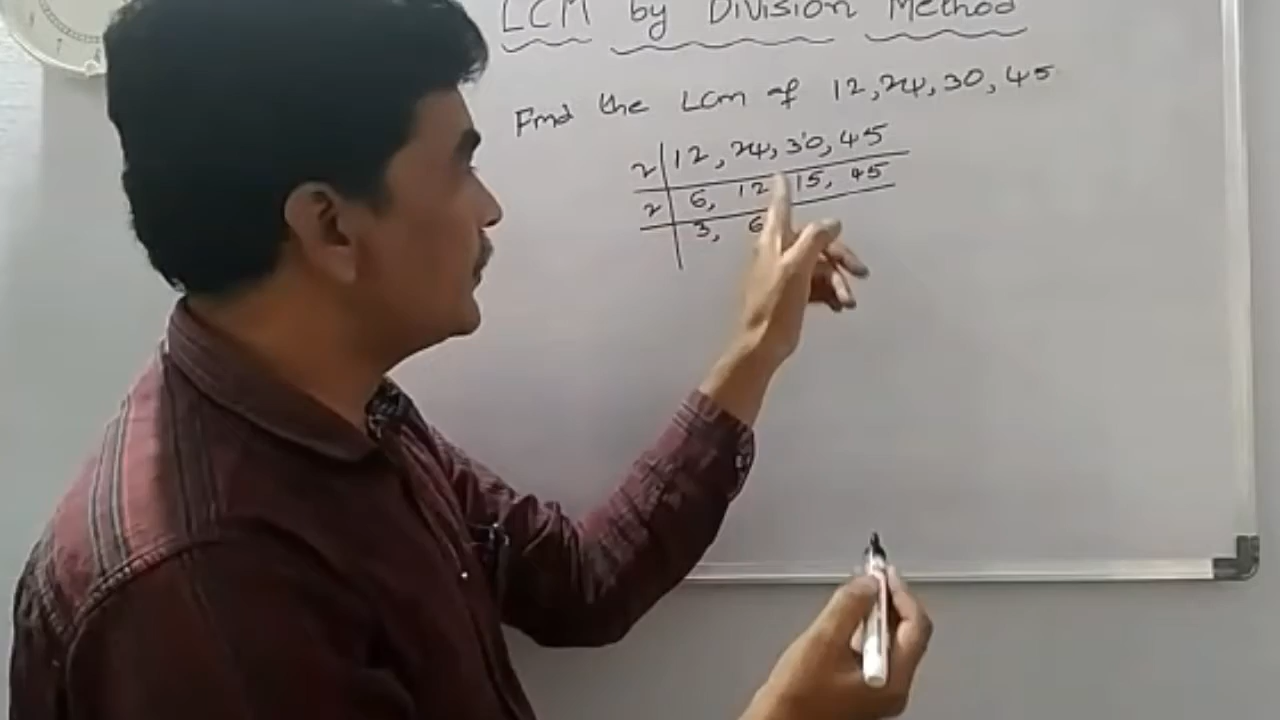 LCM by Division Method
Find the LCM of 12, 24, 30, 45
2 12, 24, 30, 45
2 6, 12 15, 45
3, 6